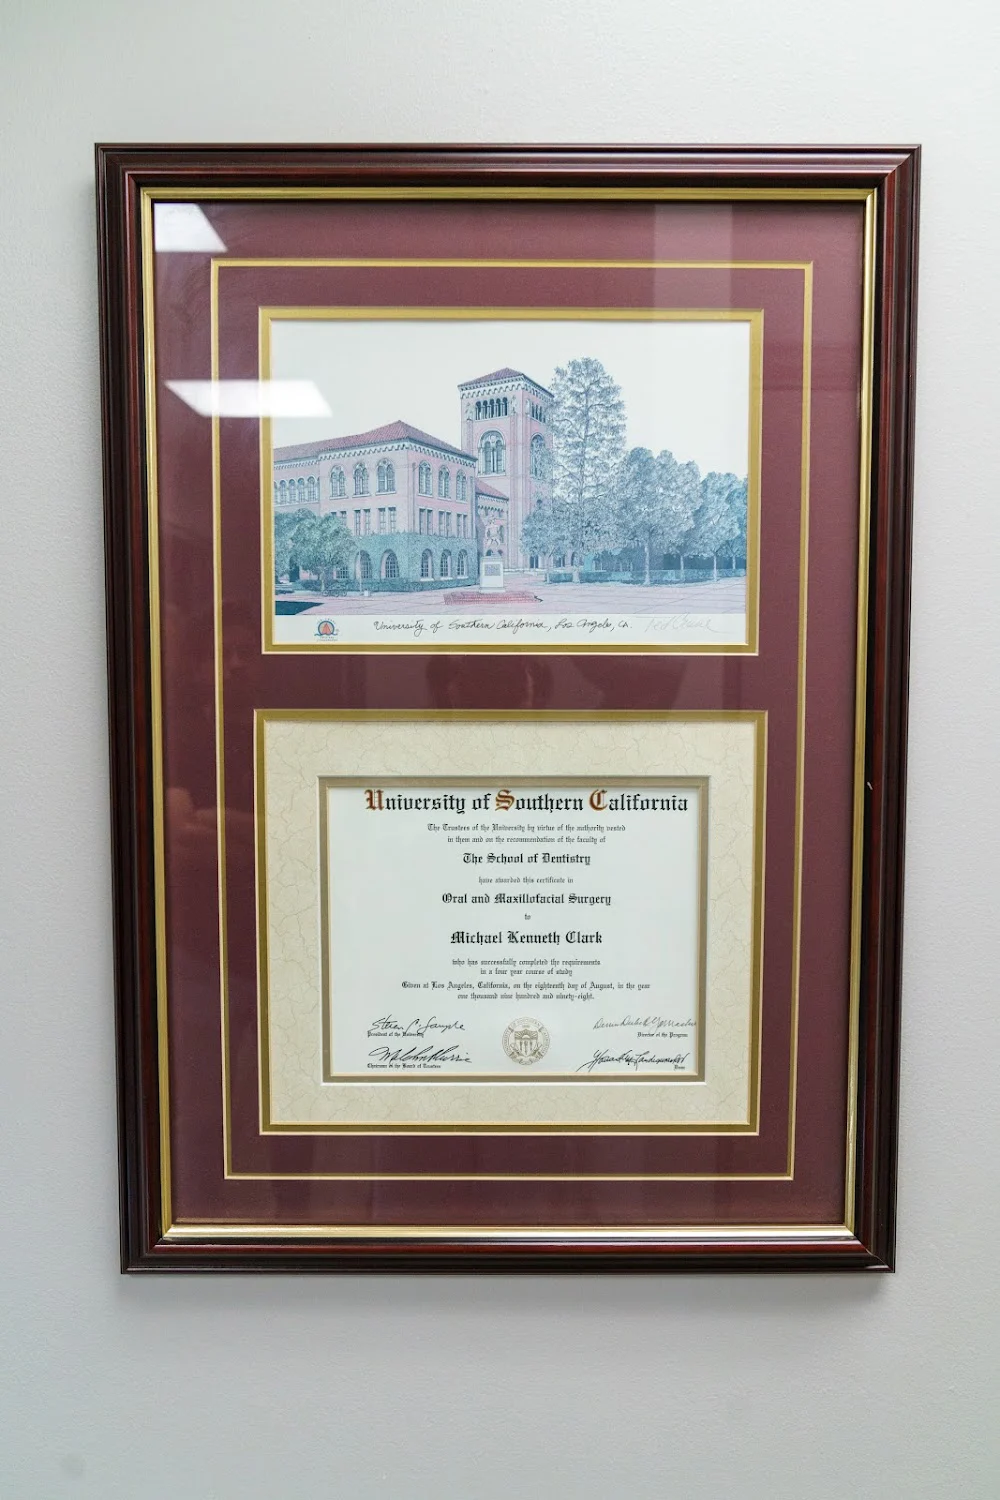 University of Southern California, Los Angeles, Ca.
University of Southern California
The Trustees of the University by virtue of the authority vested
in them and on the recommendation of the faculty of
The School of Dentistry
have awarded this certificate in
Oral and Maxillofacial Surgery
to
Michael Kenneth Clark
who has successfully completed the requirements
in a four year course of study
Given at Los Angeles, California, on the eighteenth day of August, in the year
one thousand nine hundred and ninety-eight.
President of the University
Director of the Program
Chairman of the Board of Trustees
Dean